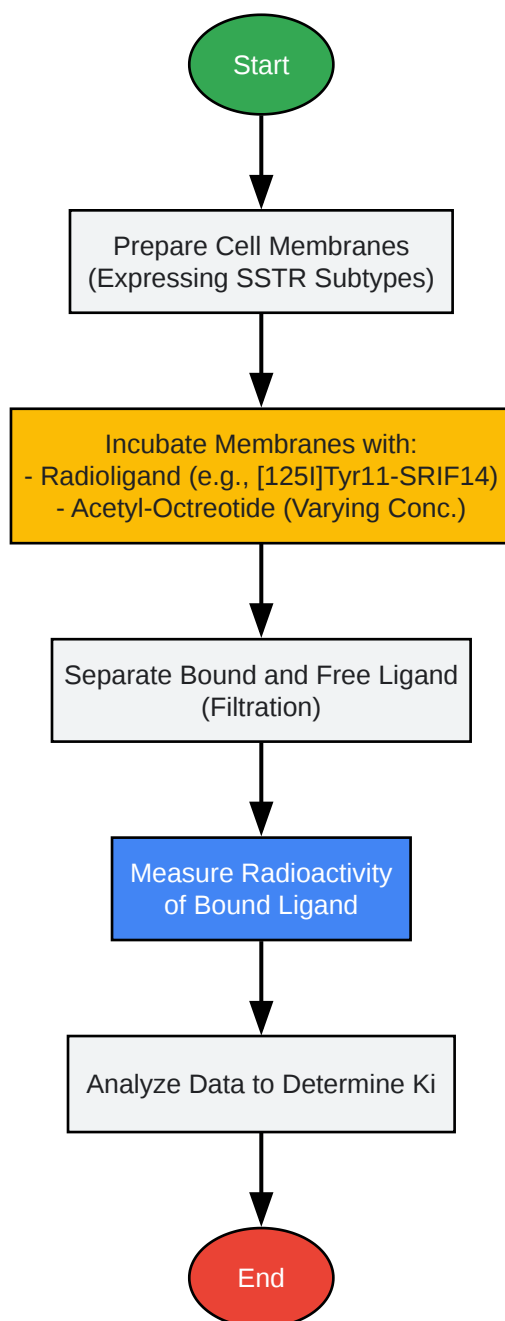 Start
Prepare Cell Membranes
(Expressing SSTR Subtypes)
Incubate Membranes with:
- Radioligand (e.g., [125I]Tyr11-SRIF14)
- Acetyl-Octreotide (Varying Conc.)
Separate Bound and Free Ligand
(Filtration)
Measure Radioactivity
of Bound Ligand
Analyze Data to Determine Ki
End